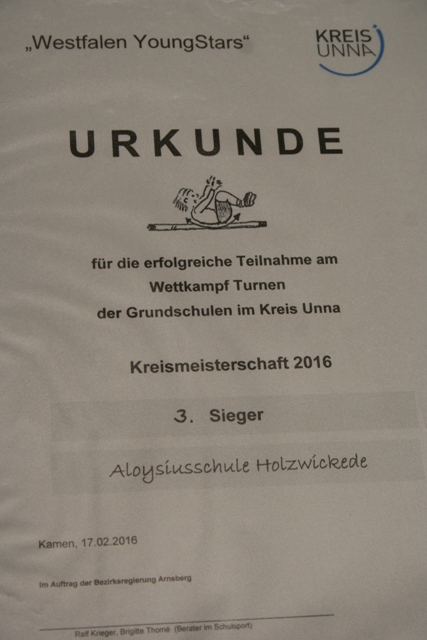 „Westfalen YoungStars“
KREIS
UNNA
URKUNDE
für die erfolgreiche Teilnahme am
Wettkampf Turnen
der Grundschulen im Kreis Unna
Kreismeisterschaft 2016
3. Sieger
Aloysiusschule Holzwickede
Kamen, 17.02.2016
Im Auftrag der Bezirksregierung Arnsberg
Ralf Krieger, Brigitte Thomé (Berater im Schulsport)